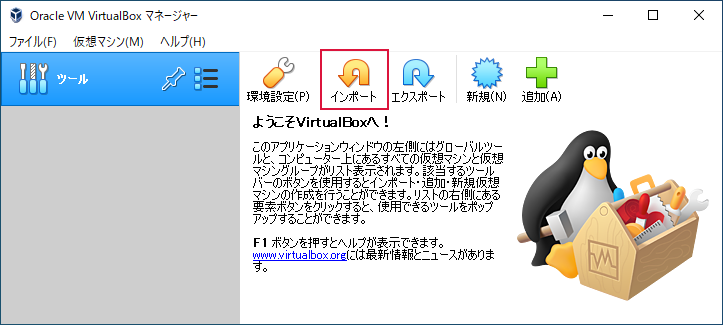 Oracle VM VirtualBox マネージャー
ファイル(F) 仮想マシン(M) ヘルプ(H)
ツール
環境設定(P) インポート エクスポート 新規(N) 追加(A)
ようこそVirtualBoxへ！
このアプリケーションウィンドウの左側にはグローバルツー
ルと、コンピューター上にあるすべての仮想マシンと仮想
マシングループがリスト表示されます。該当するツール
バーのボタンを使用するとインポート・追加・新規仮想
マシンの作成を行うことができます。リストの右側にある
要素ボタンをクリックすると、使用できるツールをポップ
アップすることができます。
F1 ボタンを押すとヘルプが表示できます。
www.virtualbox.orgには最新情報とニュースがありま
す。